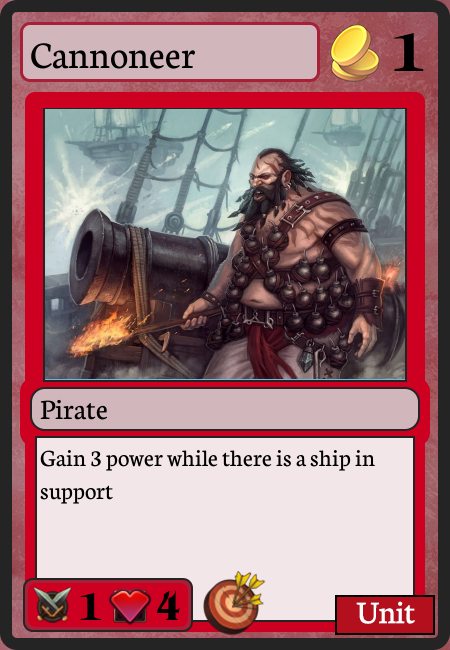 Cannoneer
1
Pirate
Gain 3 power while there is a ship in
support
1 4
Unit